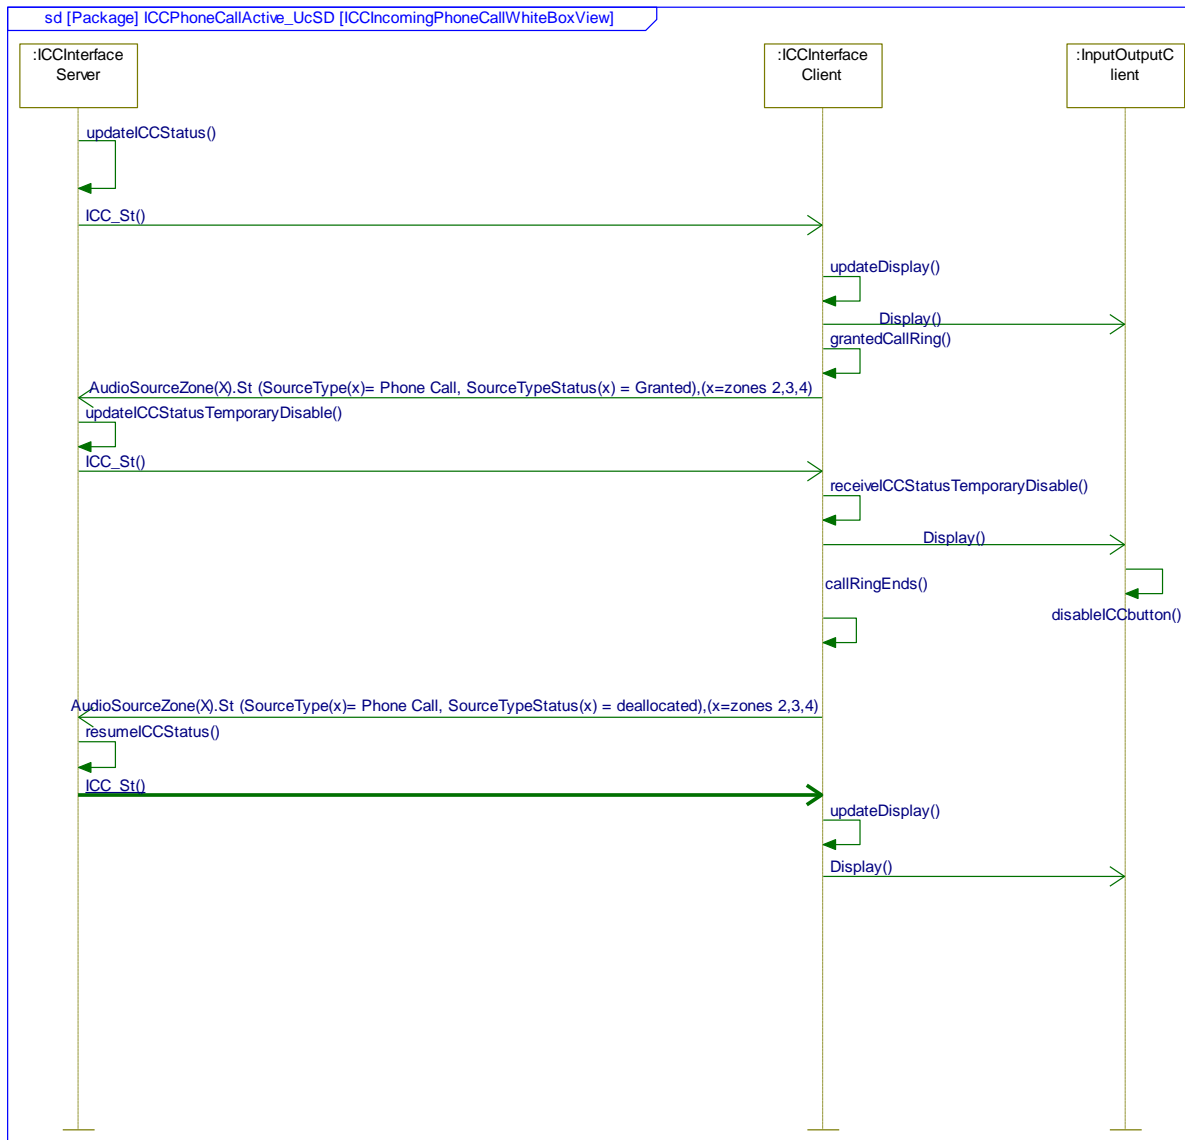 sd [Package] ICCPhoneCallActive_UcSD [ICCIncomingPhoneCallWhiteBoxView]
:ICCInterface
Server
:ICCInterface
Client
:InputOutputC
lient
updateICCStatus()
ICC_St()
updateDisplay()
Display()
grantedCallRing()
AudioSourceZone(X).St (SourceType(x)= Phone Call, SourceTypeStatus(x) = Granted),(x=zones 2,3,4)
updateICCStatusTemporaryDisable()
ICC_St()
receiveICCStatusTemporaryDisable()
Display()
callRingEnds()
disableICCbutton()
AudioSourceZone(X).St (SourceType(x)= Phone Call, SourceTypeStatus(x) = deallocated),(x=zones 2,3,4)
resumeICCStatus()
ICC_St()
updateDisplay()
Display()